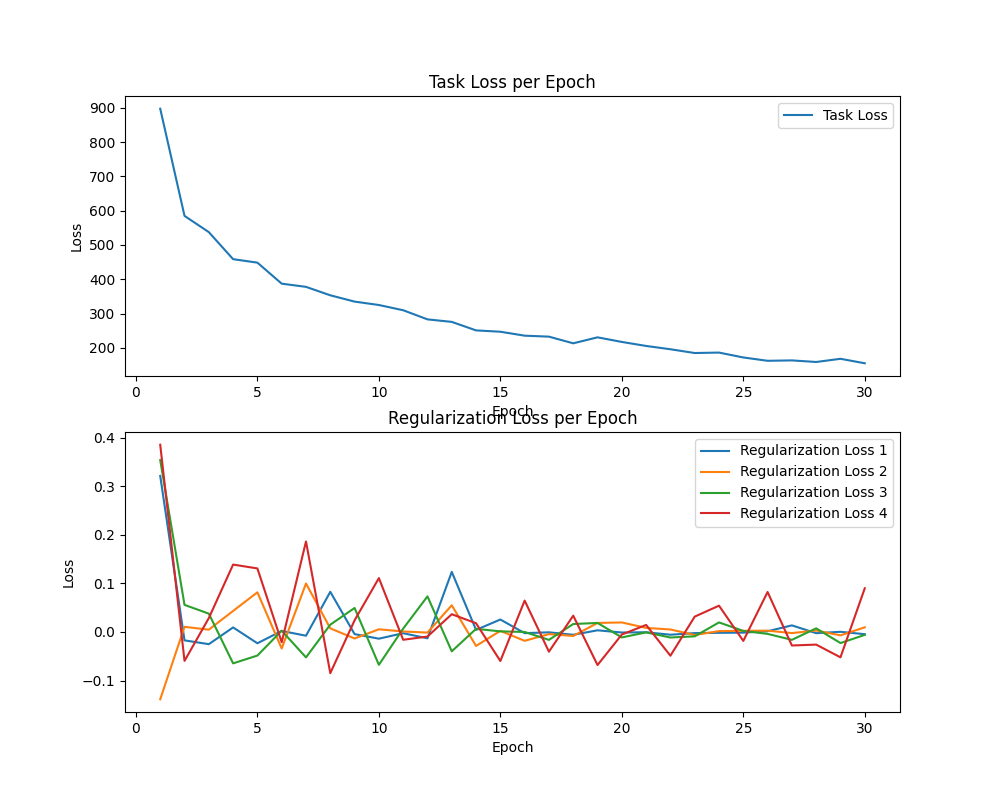 Task Loss per Epoch
900
800
700
600
500
400
300
200
Loss
Task Loss
0 5 10 15 20 25 30
Epoch
Regularization Loss per Epoch
0.4
0.3
0.2
0.1
0.0
−0.1
Loss
Regularization Loss 1
Regularization Loss 2
Regularization Loss 3
Regularization Loss 4
0 5 10 15 20 25 30
Epoch